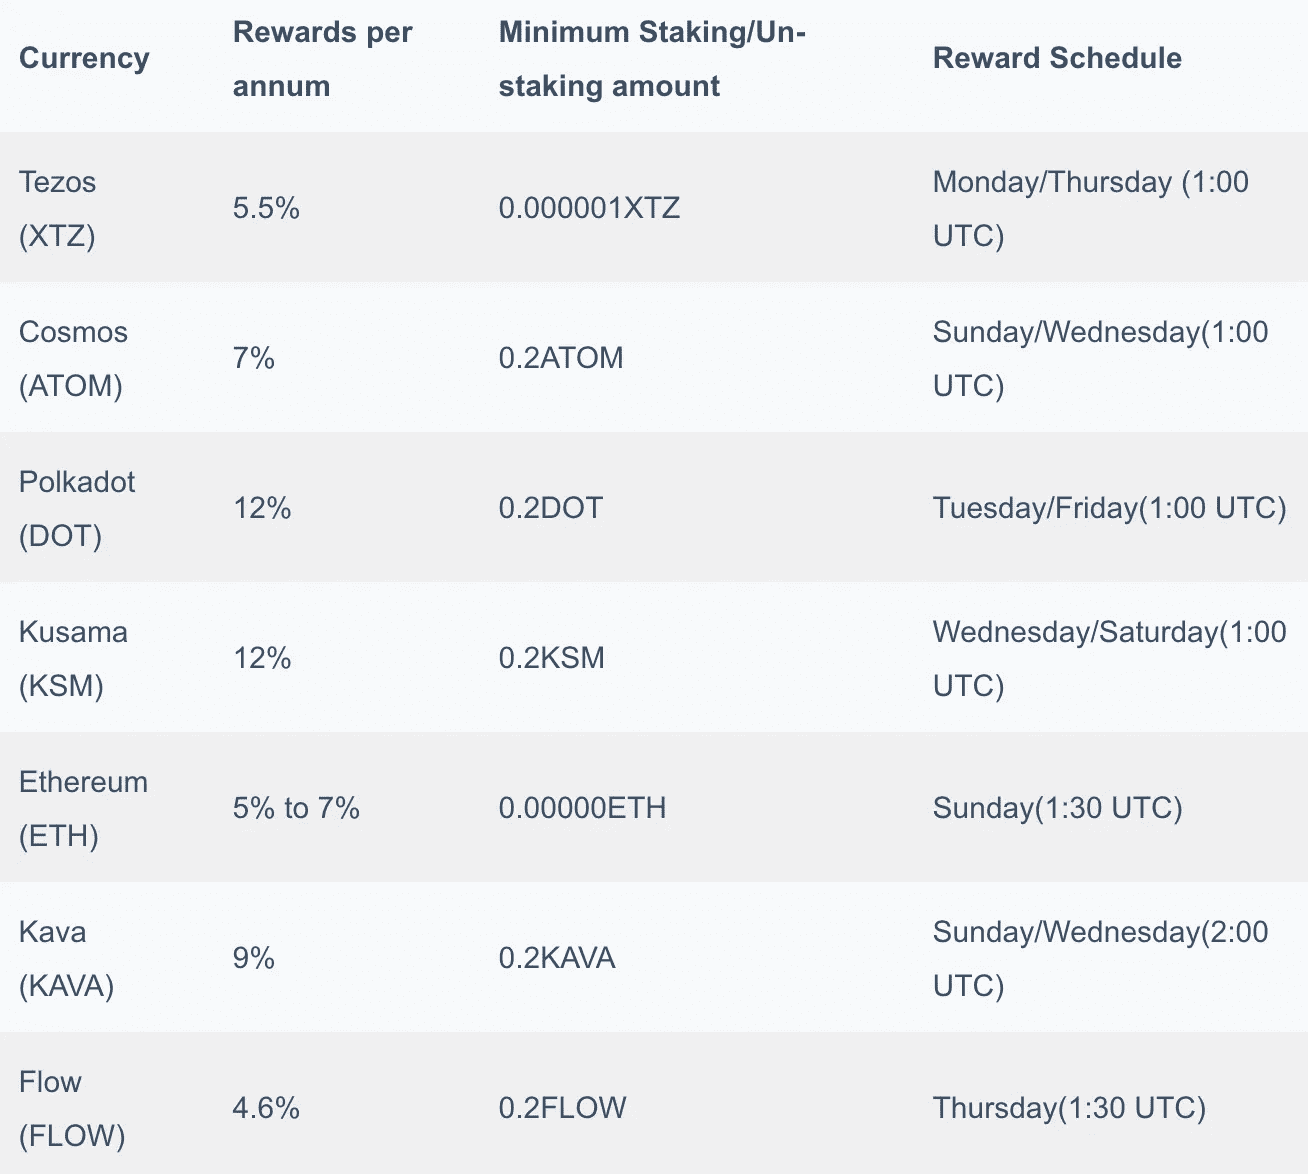 Currency
Rewards per
annum
Minimum Staking/Un-
staking amount
Reward Schedule
Tezos
(XTZ)
5.5%
0.000001XTZ
Monday/Thursday (1:00
UTC)
Cosmos
(ATOM)
7%
0.2ATOM
Sunday/Wednesday(1:00
UTC)
Polkadot
(DOT)
12%
0.2DOT
Tuesday/Friday(1:00 UTC)
Kusama
(KSM)
12%
0.2KSM
Wednesday/Saturday(1:00
UTC)
Ethereum
(ETH)
5% to 7%
0.00000ETH
Sunday(1:30 UTC)
Kava
(KAVA)
9%
0.2KAVA
Sunday/Wednesday(2:00
UTC)
Flow
(FLOW)
4.6%
0.2FLOW
Thursday(1:30 UTC)